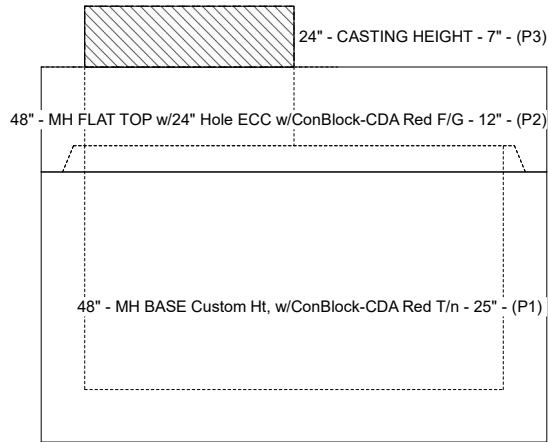 24" - CASTING HEIGHT - 7" - (P3)
48" - MH FLAT TOP w/24" Hole ECC w/ConBlock-CDA Red F/G - 12" - (P2)
48" - MH BASE Custom Ht, w/ConBlock-CDA Red T/n - 25" - (P1)